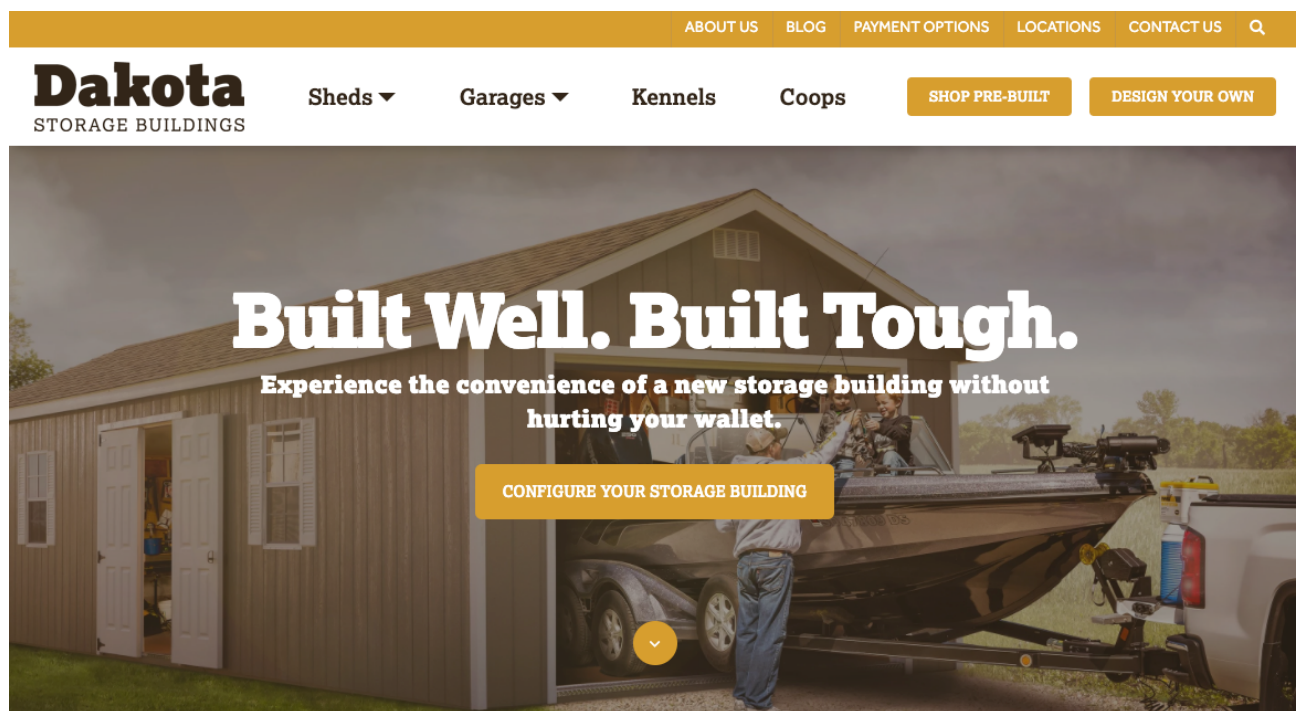 ABOUT US BLOG PAYMENT OPTIONS LOCATIONS CONTACT US
Dakota
STORAGE BUILDINGS
Sheds Garages Kennels Coops SHOP PRE-BUILT DESIGN YOUR OWN
Built Well. Built Tough.
Experience the convenience of a new storage building without
hurting your wallet.
CONFIGURE YOUR STORAGE BUILDING